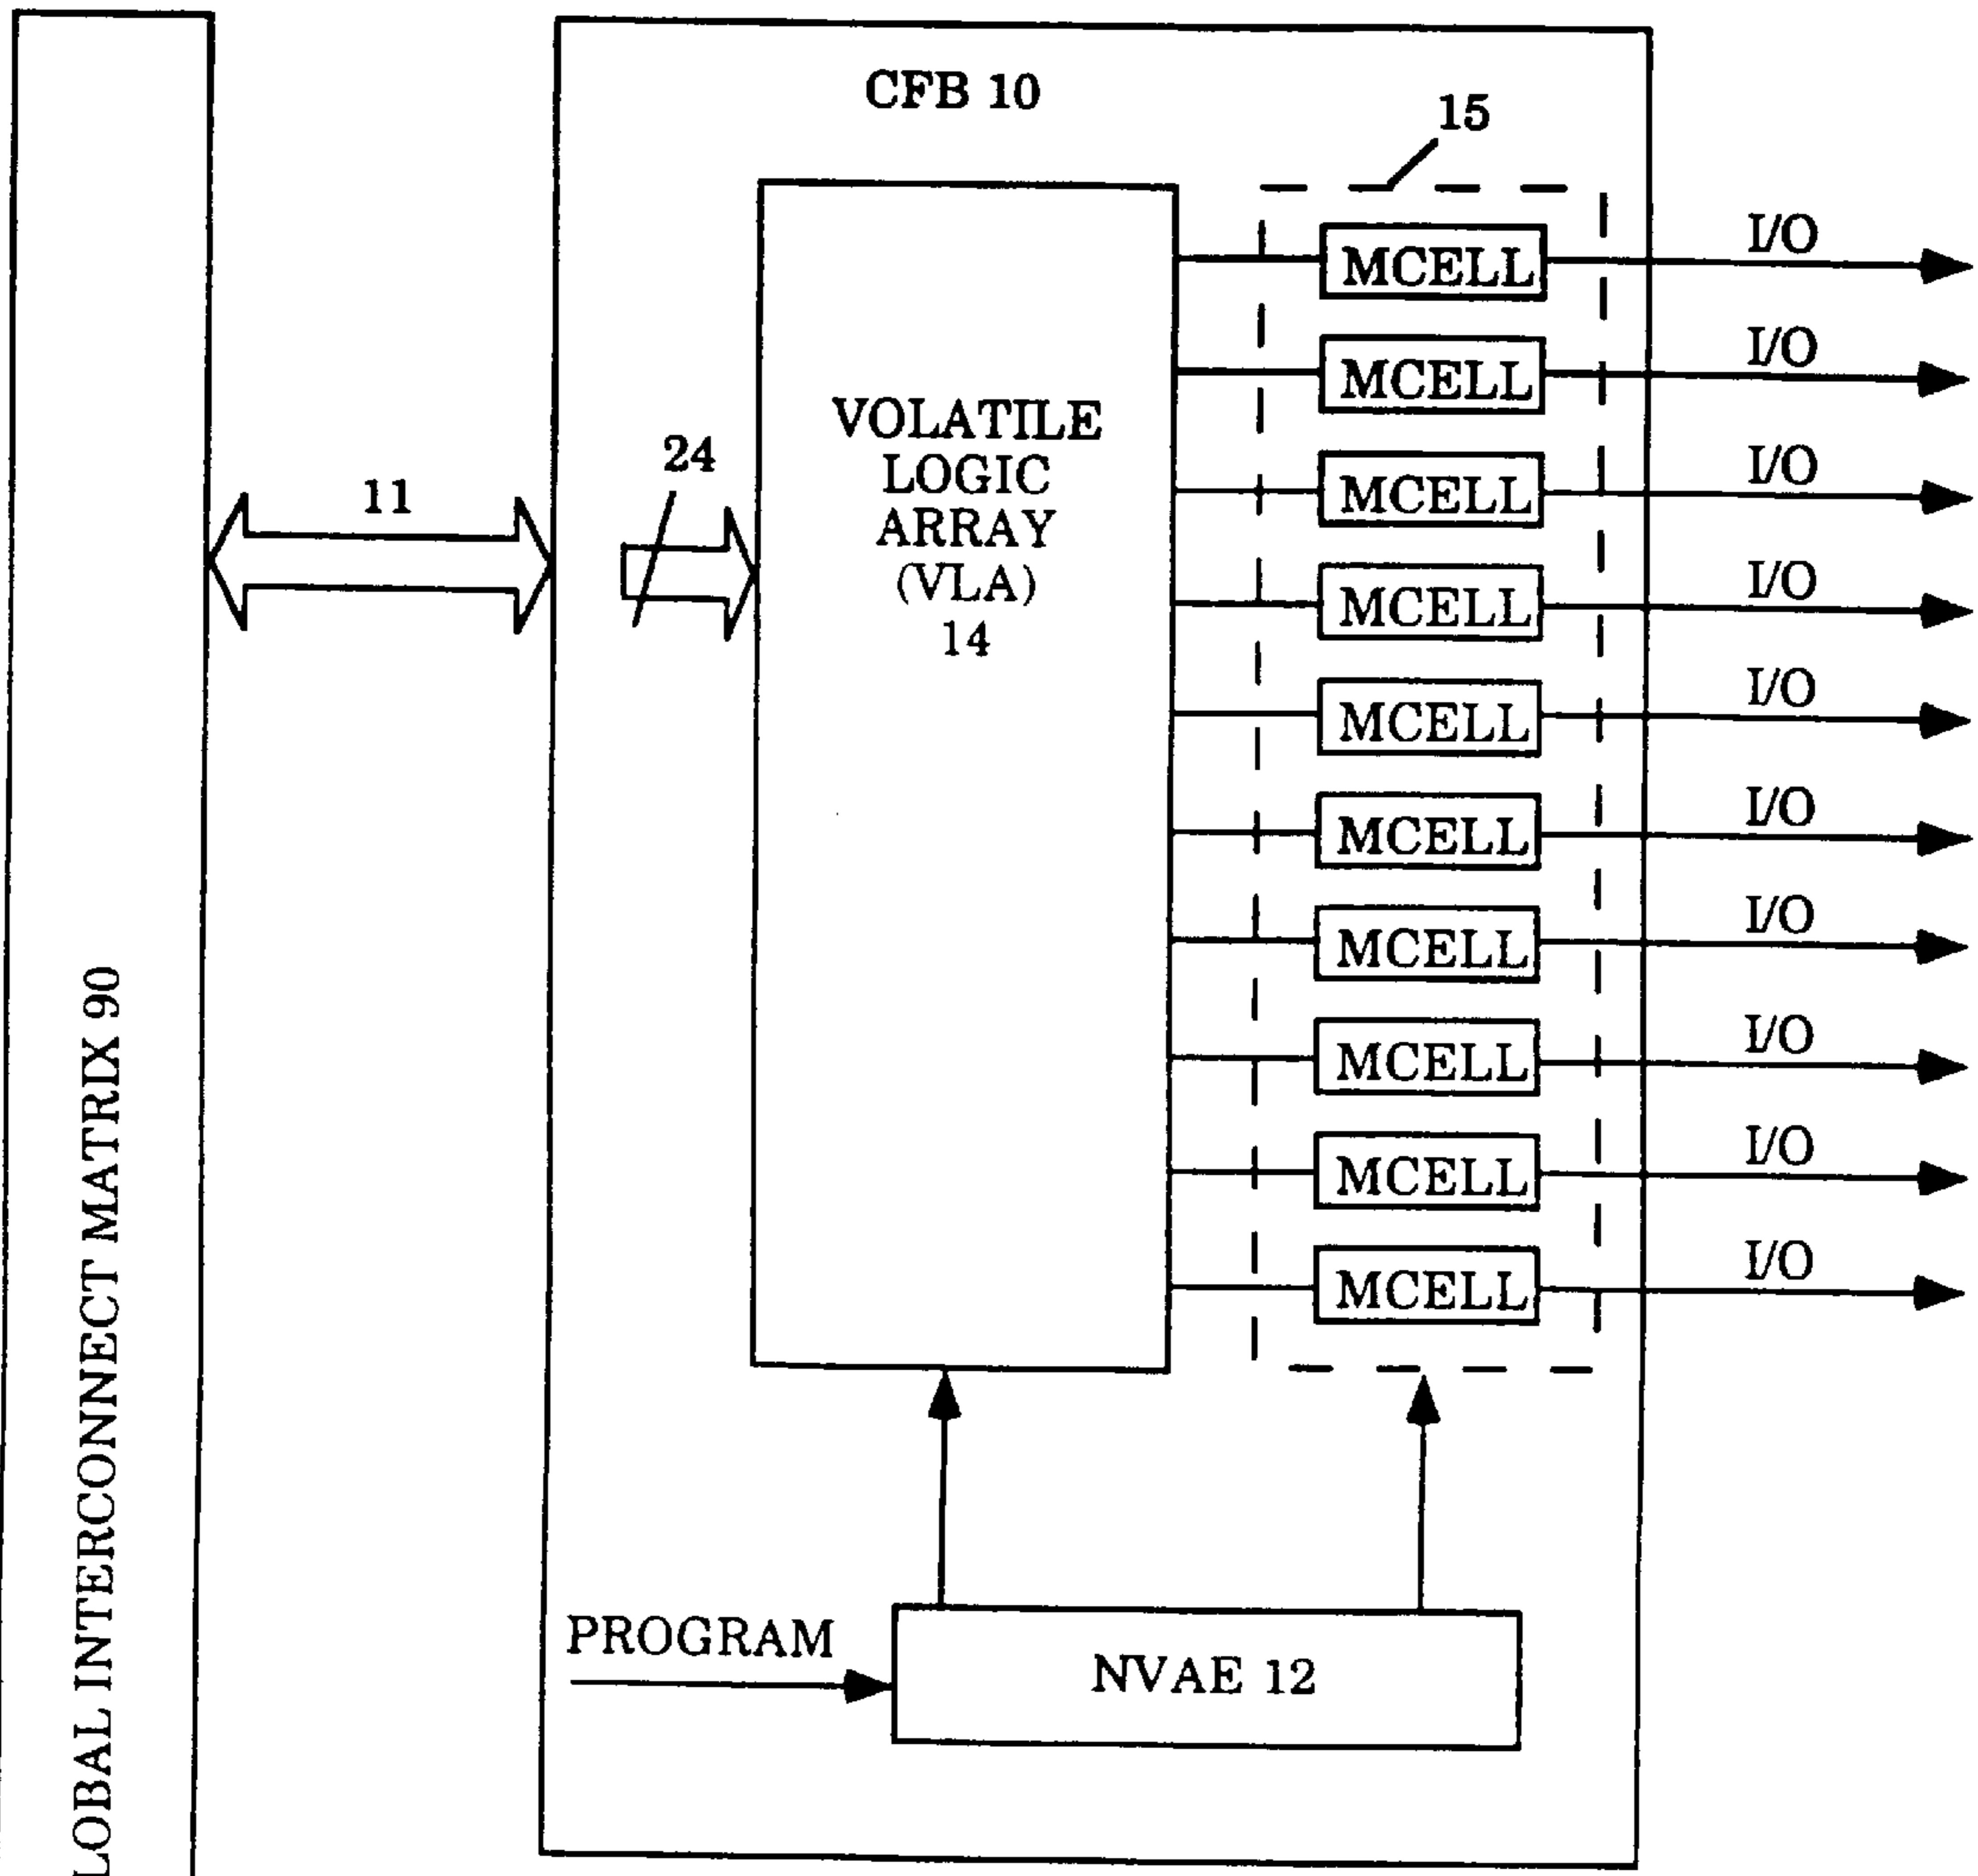 CFB 10
15
VOLATILE
LOGIC
ARRAY
(VLA)
14
24
11
MCELL
MCELL
MCELL
MCELL
MCELL
MCELL
MCELL
MCELL
MCELL
MCELL
I/O
I/O
I/O
I/O
I/O
I/O
I/O
I/O
I/O
I/O
LOBAL INTERCONNECT MATRIX 90
PROGRAM
NVAE 12